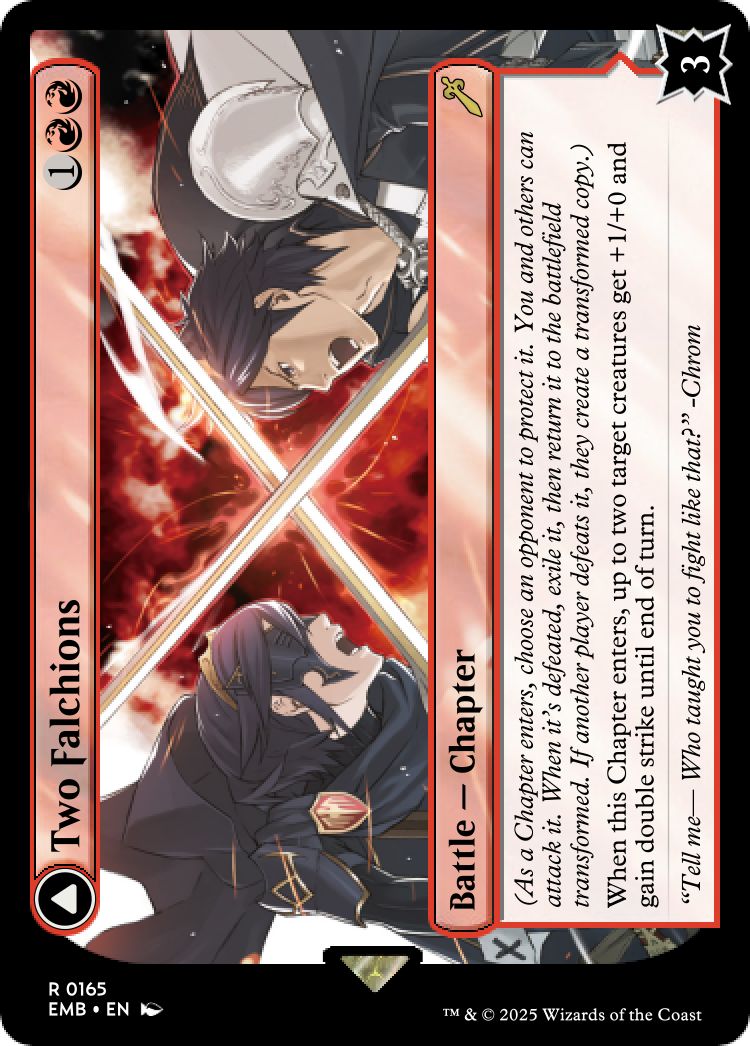 Two Falchions 1
Battle — Chapter
(As a Chapter enters, choose an opponent to protect it. You and others can
attack it. When it's defeated, exile it, then return it to the battlefield
transformed. If another player defeats it, they create a transformed copy.)
When this Chapter enters, up to two target creatures get +1/+0 and
gain double strike until end of turn.
“Tell me— Who taught you to fight like that?” -Chrom
3
R 0165
EMB • EN
™ & © 2025 Wizards of the Coast